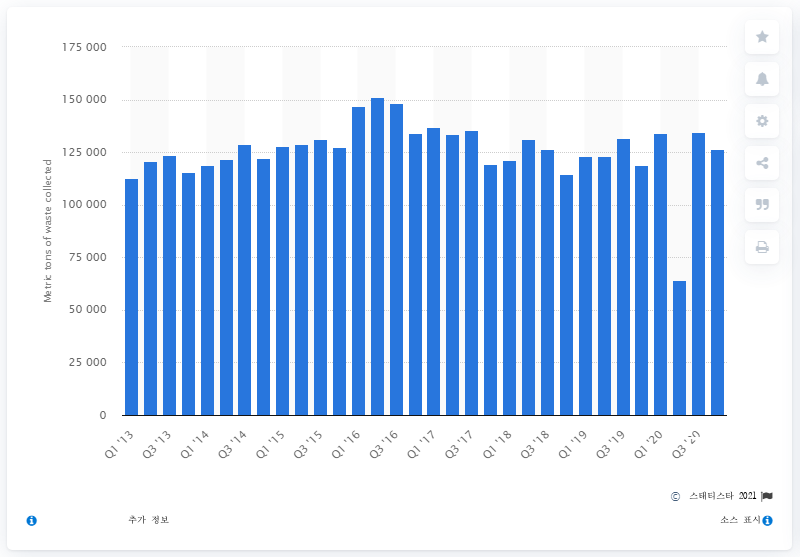 175 000
150 000
125 000
100 000
75 000
50 000
25 000
0
Metric tons of waste collected
Q1 '13
Q3 '13
Q1 '14
Q3 '14
Q1 '15
Q3 '15
Q1 '16
Q3 '16
Q1 '17
Q3 '17
Q1 '18
Q3 '18
Q1 '19
Q3 '19
Q1 '20
Q3 '20
© 스태티스타 2021
추가 정보
소스 표시